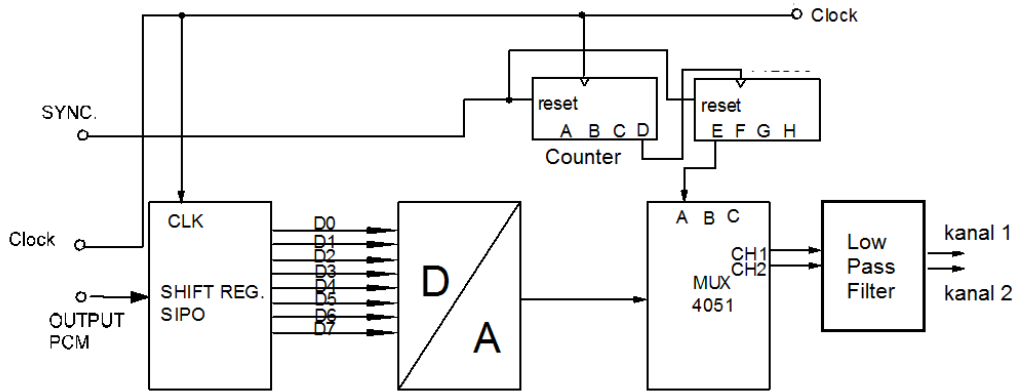 Clock
SYNC.
reset
A B C D
Counter
reset
E F G H
Clock
OUTPUT
PCM
CLK
SHIFT REG.
SIPO
D0
D1
D2
D3
D4
D5
D6
D7
D
A
A B C
CH1
CH2
MUX
4051
Low
Pass
Filter
kanal 1
kanal 2